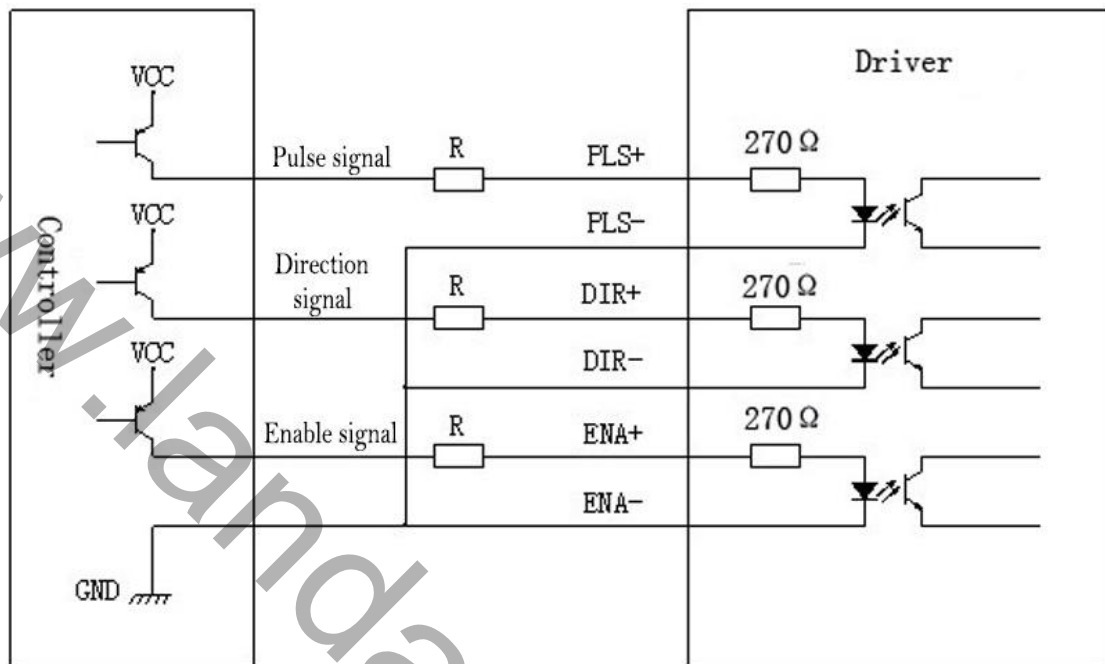 Driver
VCC
Pulse signal
R
PLS+
270Ω
PLS-
Controller
VCC
Direction
signal
R
DIR+
270Ω
DIR-
VCC
Enable signal
R
ENA+
270Ω
ENA-
GND
w.landa